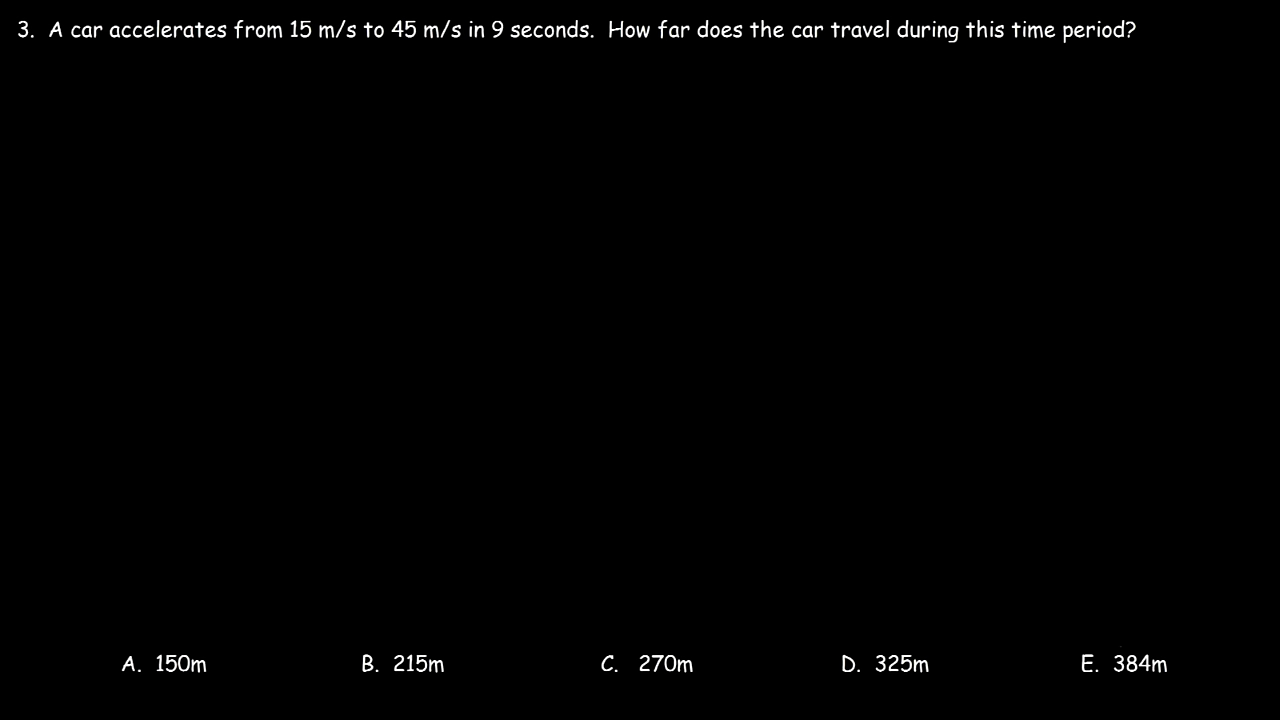 3. A car accelerates from 15 m/s to 45 m/s in 9 seconds. How far does the car travel during this time period?
A. 150m B. 215m C. 270m D. 325m E. 384m